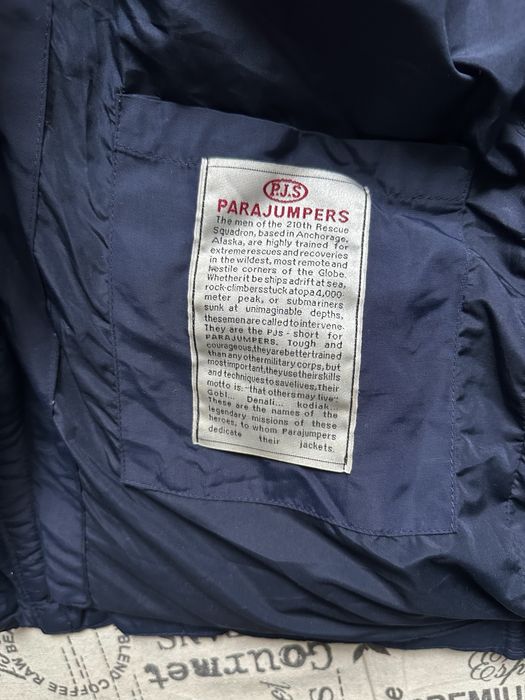 P.J.S
PARAJUMPERS
The men of the 210th Rescue
Squadron, based in Anchorage,
Alaska, are highly trained for
extreme rescues and recoveries
in the wildest, most remote and
hestile corners of the Globe.
Whether it be ships adrift at sea,
rock-climbers stuck atop a 4,000
meter peak, or submariners
sunk at unimaginable depths,
these men are called to intervene.
They are the PJs - short for
PARAJUMPERS. Tough and
courageous, they are better trained
than any other military corps, but
most important, they use their skills
and techniques to save lives. Their
motto is: "that others may live"
Gobi... Denali... kodiak...
These are the names of the
legendary missions of these
heroes, to whom Parajumpers
dedicate their jackets.
BLEND COFFEE RAW
Gourmet